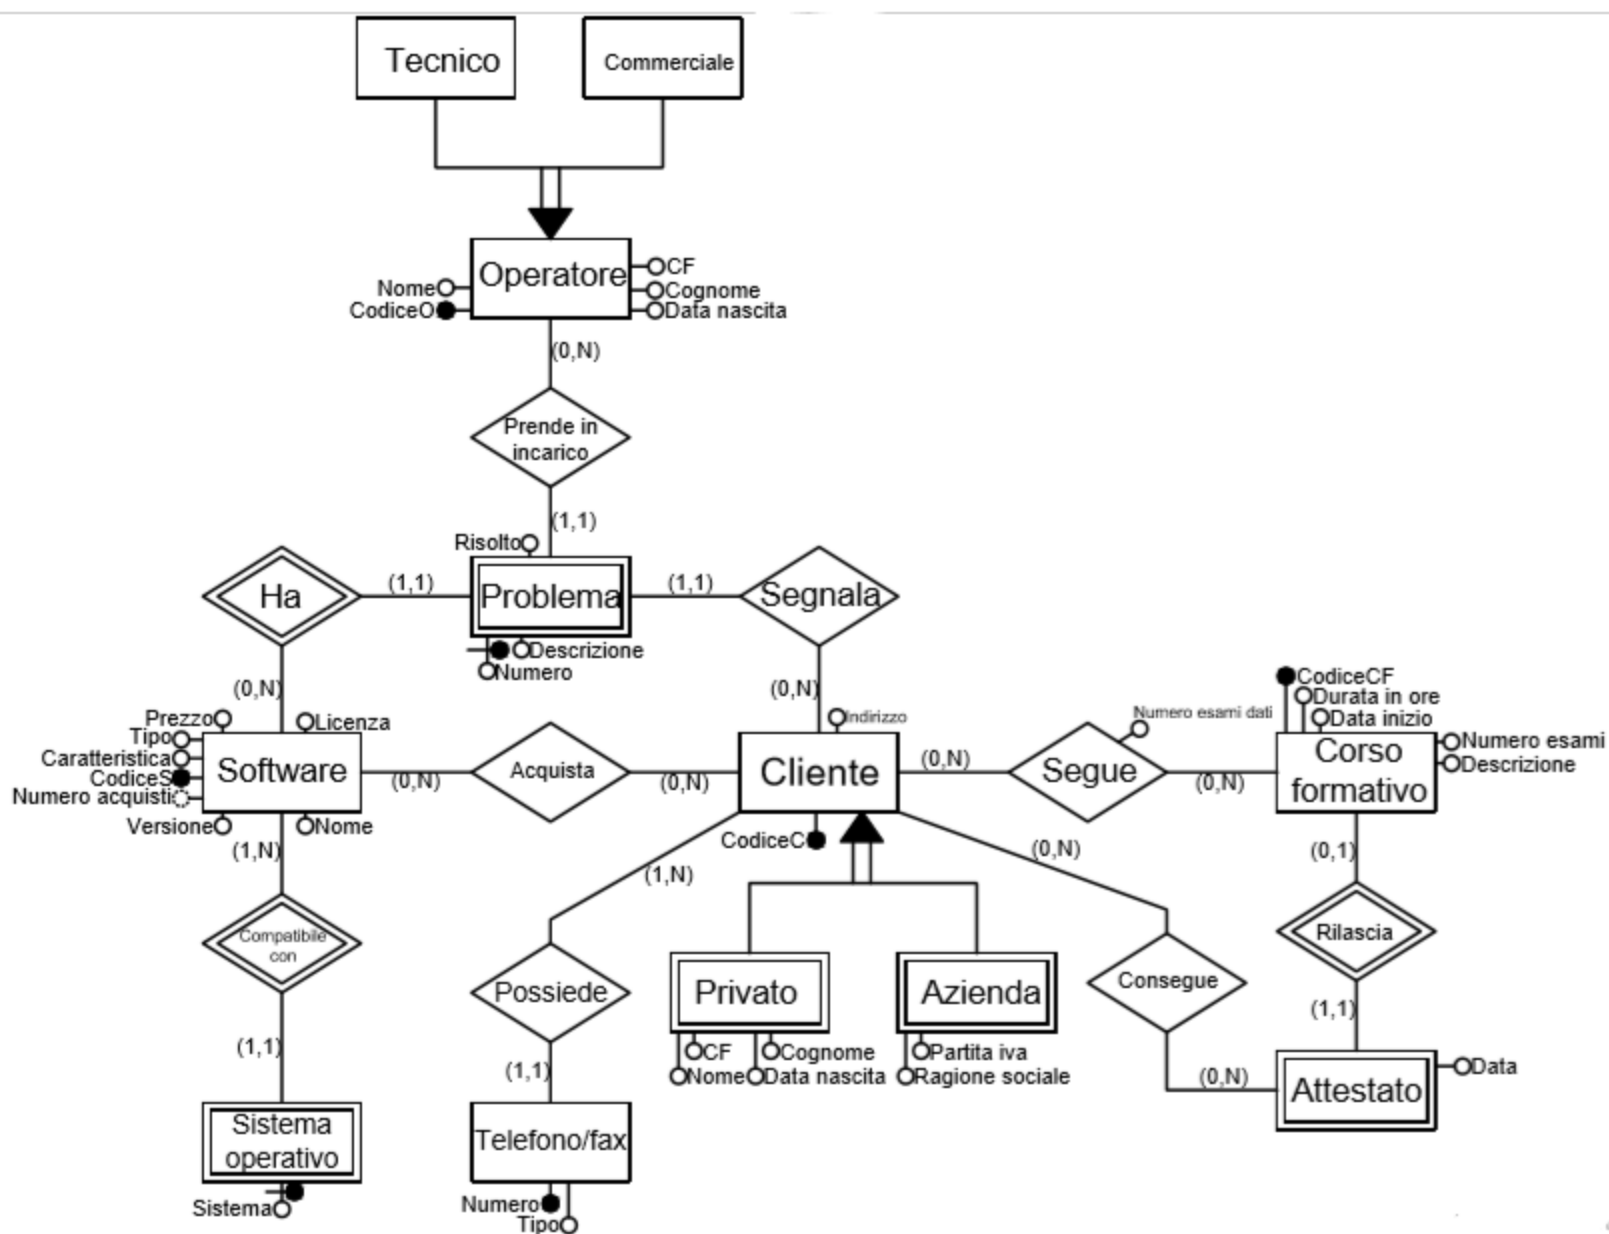 Tecnico
Commerciale
Operatore
CF
Nome
Cognome
CodiceO
Data nascita
(0,N)
Prende in
incarico
(1,1)
Risolto
Ha
(1,1)
Problema
(1,1)
Segnala
Descrizione
Numero
(0,N)
(0,N)
CodiceCF
Durata in ore
Data inizio
Numero esami dati
Indirizzo
Prezzo
Licenza
Tipo
Caratteristica
CodiceS
Numero acquisti
Versione
Nome
Software
(0,N)
Acquista
(0,N)
Cliente
(0,N)
Segue
(0,N)
Corso
formativo
Numero esami
Descrizione
CodiceC
(1,N)
(1,N)
(0,N)
(0,1)
Compatibile
con
Possiede
Privato
Azienda
Consegue
Rilascia
(1,1)
(1,1)
(1,1)
CF
Cognome
Nome
Data nascita
Partita iva
Ragione sociale
(0,N)
Attestato
Data
Sistema
operativo
Sistema
Telefono/fax
Numero
Tipo